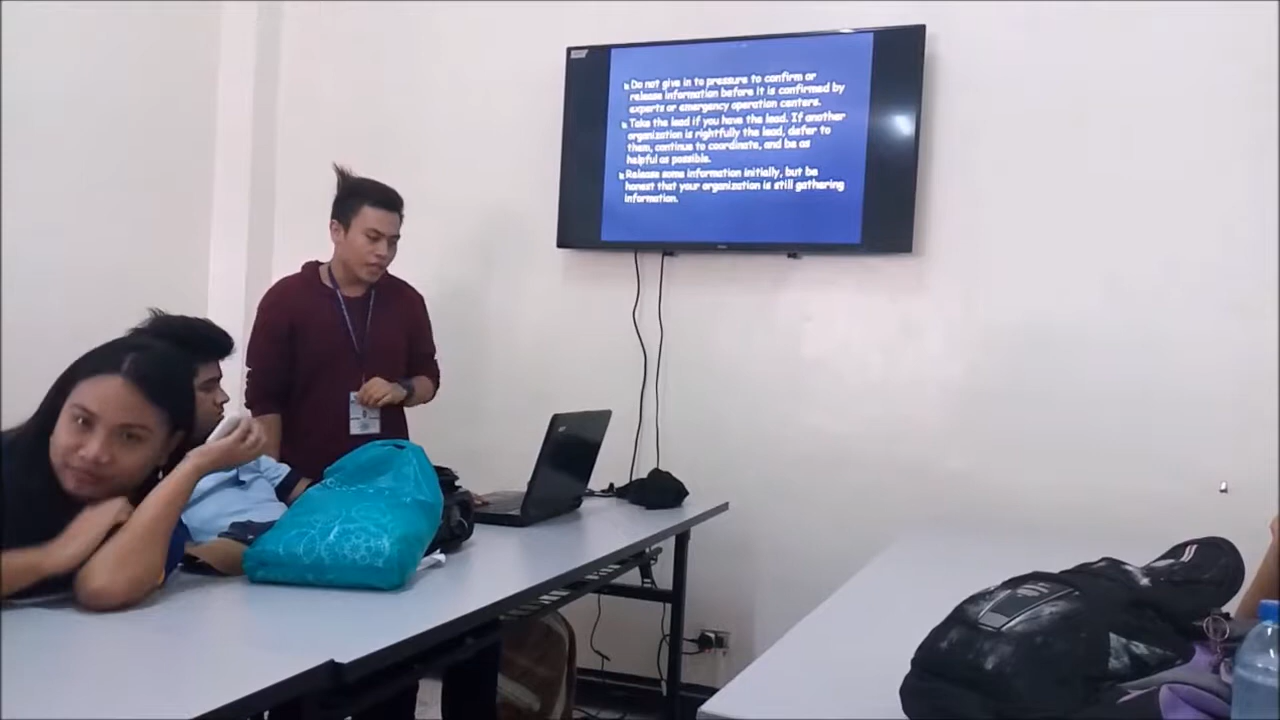 Do not give in to pressure to confirm or
release information before it is confirmed by
experts or emergency operation centers.
Take the lead if you have the lead. If another
organization is rightfully the lead, defer to
them, continue to coordinate, and be as
helpful as possible.
Release some information initially, but be
honest that your organization is still gathering
information.